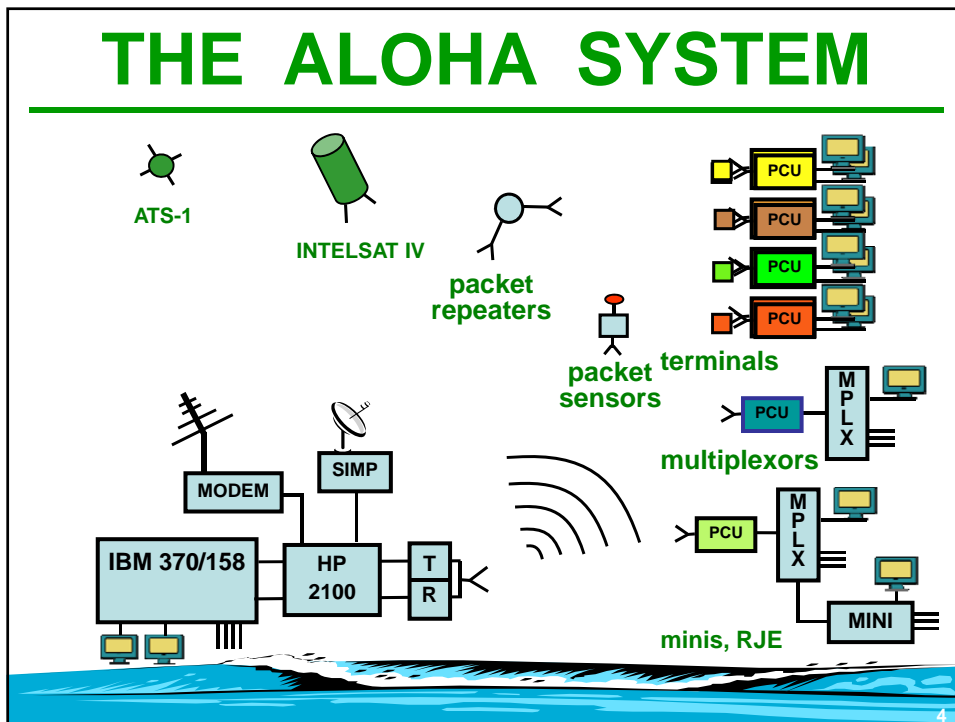 THE ALOHA SYSTEM
ATS-1
INTELSAT IV
packet
repeaters
packet
sensors
PCU
PCU
PCU
PCU
terminals
PCU
M
P
L
X
multiplexors
PCU
M
P
L
X
MINI
minis, RJE
MODEM
SIMP
IBM 370/158
HP
2100
T
R
4